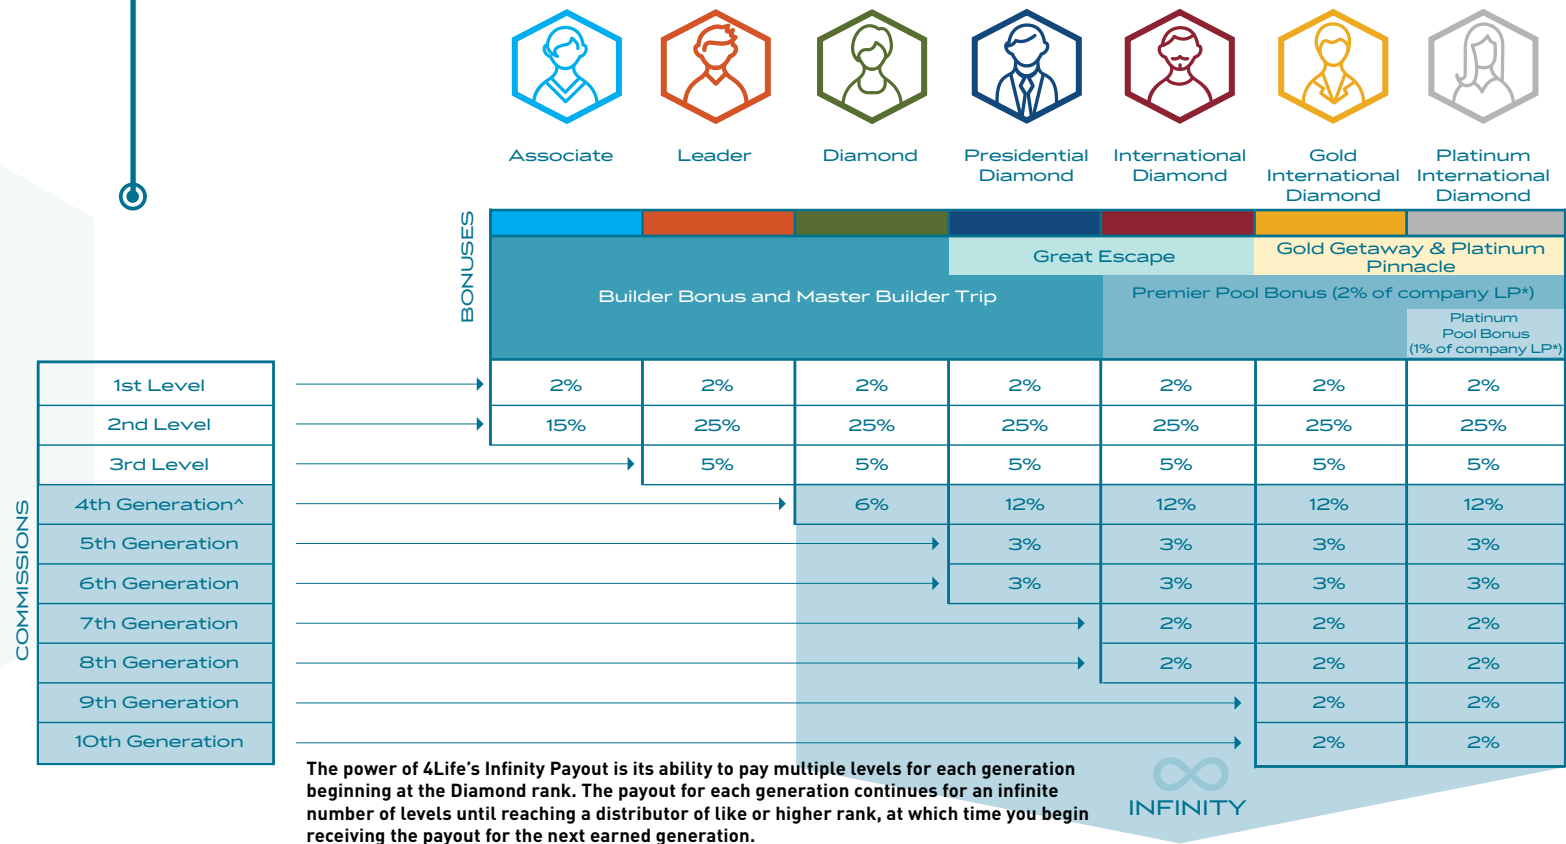 Associate
Leader
Diamond
Presidential
Diamond
International
Diamond
Gold
International
Diamond
Platinum
International
Diamond
BONUSES
Great Escape
Gold Getaway & Platinum
Pinnacle
Builder Bonus and Master Builder Trip
Premier Pool Bonus (2% of company LP*)
Platinum
Pool Bonus
(1% of company LP*)
COMMISSIONS
1st Level 2% 2% 2% 2% 2% 2% 2%
2nd Level 15% 25% 25% 25% 25% 25% 25%
3rd Level 5% 5% 5% 5% 5% 5%
4th Generation^ 6% 12% 12% 12% 12%
5th Generation 3% 3% 3% 3%
6th Generation 3% 3% 3% 3%
7th Generation 2% 2% 2%
8th Generation 2% 2% 2%
9th Generation 2% 2%
10th Generation 2% 2%
The power of 4Life's Infinity Payout is its ability to pay multiple levels for each generation
beginning at the Diamond rank. The payout for each generation continues for an infinite
number of levels until reaching a distributor of like or higher rank, at which time you begin
receiving the payout for the next earned generation.
INFINITY